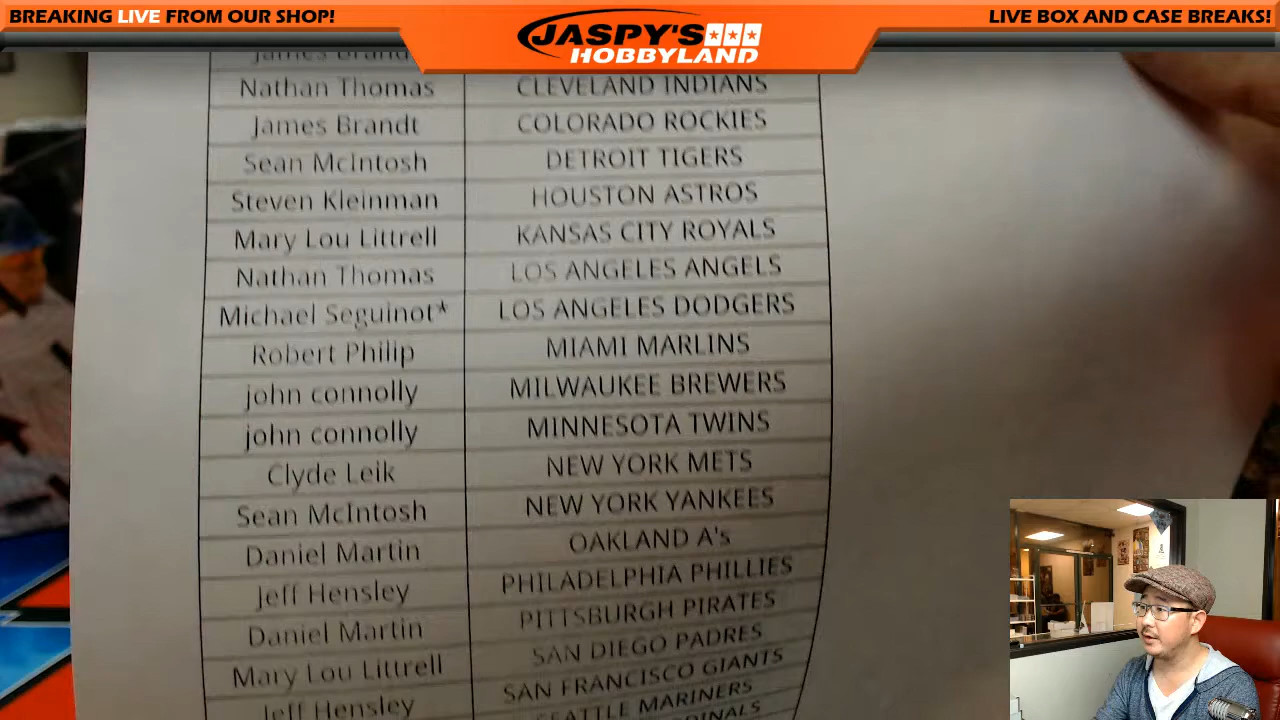 BREAKING LIVE FROM OUR SHOP!
JASPY'S
HOBBYLAND
LIVE BOX AND CASE BREAKS!
James Brandt
Nathan Thomas CLEVELAND INDIANS
James Brandt COLORADO ROCKIES
Sean McIntosh DETROIT TIGERS
Steven Kleinman HOUSTON ASTROS
Mary Lou Littrell KANSAS CITY ROYALS
Nathan Thomas LOS ANGELES ANGELS
Michael Seguinot* LOS ANGELES DODGERS
Robert Philip MIAMI MARLINS
john connolly MILWAUKEE BREWERS
john connolly MINNESOTA TWINS
Clyde Leik NEW YORK METS
Sean McIntosh NEW YORK YANKEES
Daniel Martin OAKLAND A's
Jeff Hensley PHILADELPHIA PHILLIES
Daniel Martin PITTSBURGH PIRATES
Mary Lou Littrell SAN DIEGO PADRES
Jeff Hensley SAN FRANCISCO GIANTS
SEATTLE MARINERS